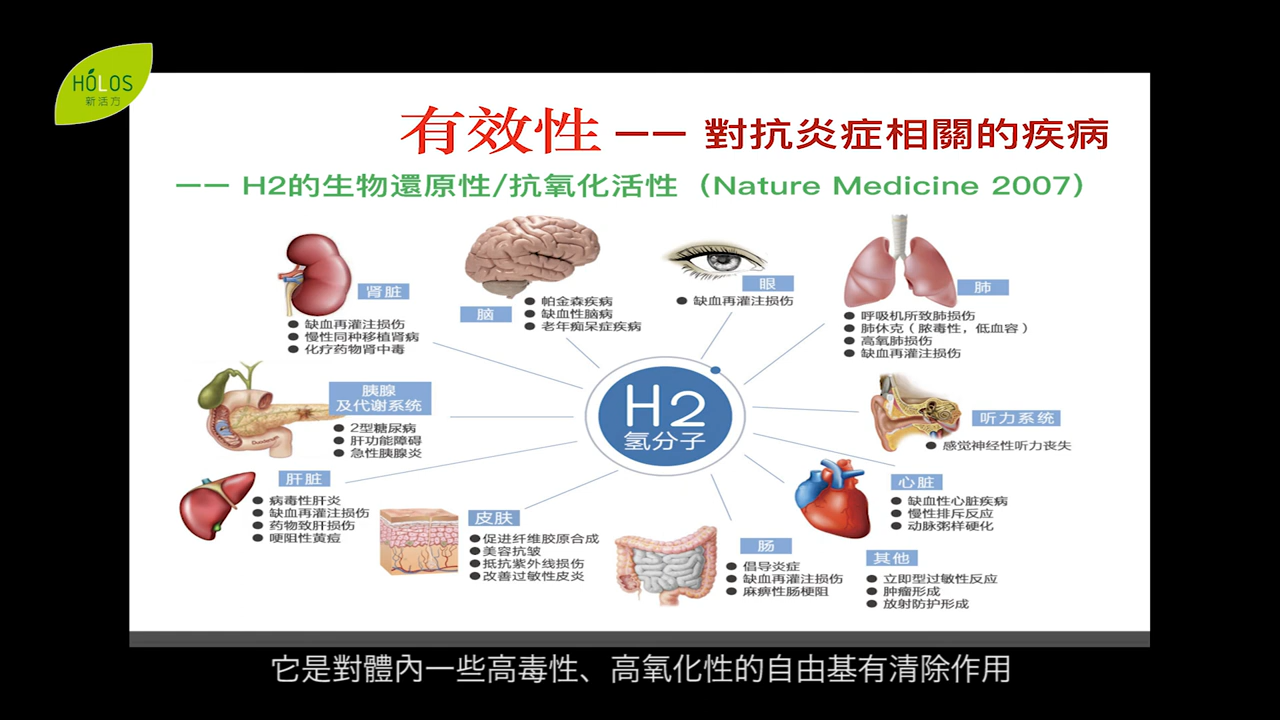 HOLOS
新活方
有效性 —— 對抗炎症相關的疾病
—— H2的生物還原性/抗氧化活性（Nature Medicine 2007）
肾脏
● 缺血再灌注损伤
● 慢性同种移植肾病
● 化疗药物肾中毒
脑
● 帕金森疾病
● 缺血性脑病
● 老年痴呆症疾病
眼
● 缺血再灌注损伤
肺
● 呼吸机所致肺损伤
● 肺休克（脓毒性，低血容）
● 高氧肺损伤
● 缺血再灌注损伤
胰腺
及代谢系统
● 2型糖尿病
● 肝功能障碍
● 急性胰腺炎
Duodenum
H2
氢分子
听力系统
● 感觉神经性听力丧失
肝脏
● 病毒性肝炎
● 缺血再灌注损伤
● 药物致肝损伤
● 哽阻性黄疸
皮肤
● 促进纤维胶原合成
● 美容抗皱
● 抵抗紫外线损伤
● 改善过敏性皮炎
肠
● 倡导炎症
● 缺血再灌注损伤
● 麻痹性肠梗阻
心脏
● 缺血性心脏疾病
● 慢性排斥反应
● 动脉粥样硬化
其他
● 立即型过敏性反应
● 肿瘤形成
● 放射防护形成
它是對體內一些高毒性、高氧化性的自由基有清除作用